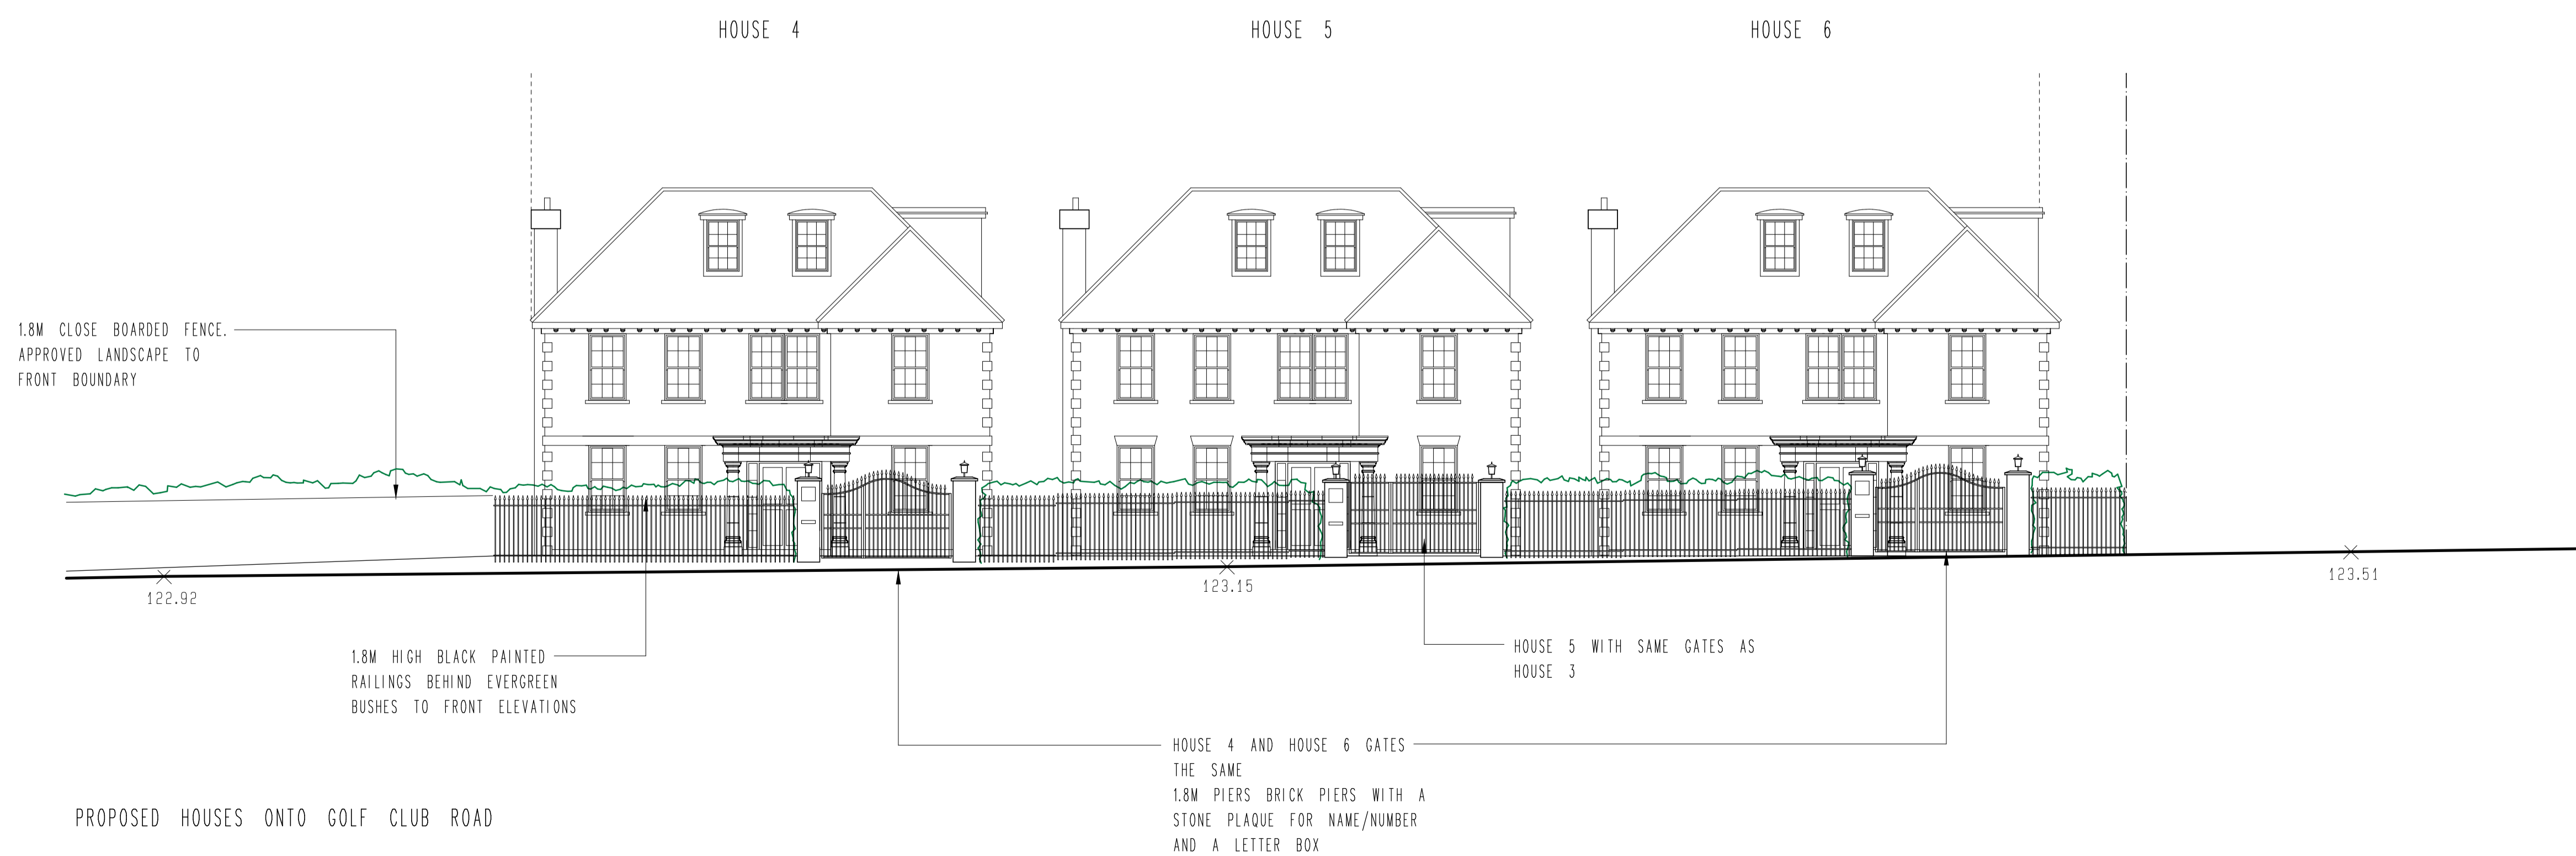 HOUSE 4
HOUSE 5
HOUSE 6
1.8M CLOSE BOARDED FENCE.
APPROVED LANDSCAPE TO
FRONT BOUNDARY
122.92
123.15
123.51
1.8M HIGH BLACK PAINTED
RAILINGS BEHIND EVERGREEN
BUSHES TO FRONT ELEVATIONS
HOUSE 5 WITH SAME GATES AS
HOUSE 3
HOUSE 4 AND HOUSE 6 GATES
THE SAME
1.8M PIERS BRICK PIERS WITH A
STONE PLAQUE FOR NAME/NUMBER
AND A LETTER BOX
PROPOSED HOUSES ONTO GOLF CLUB ROAD